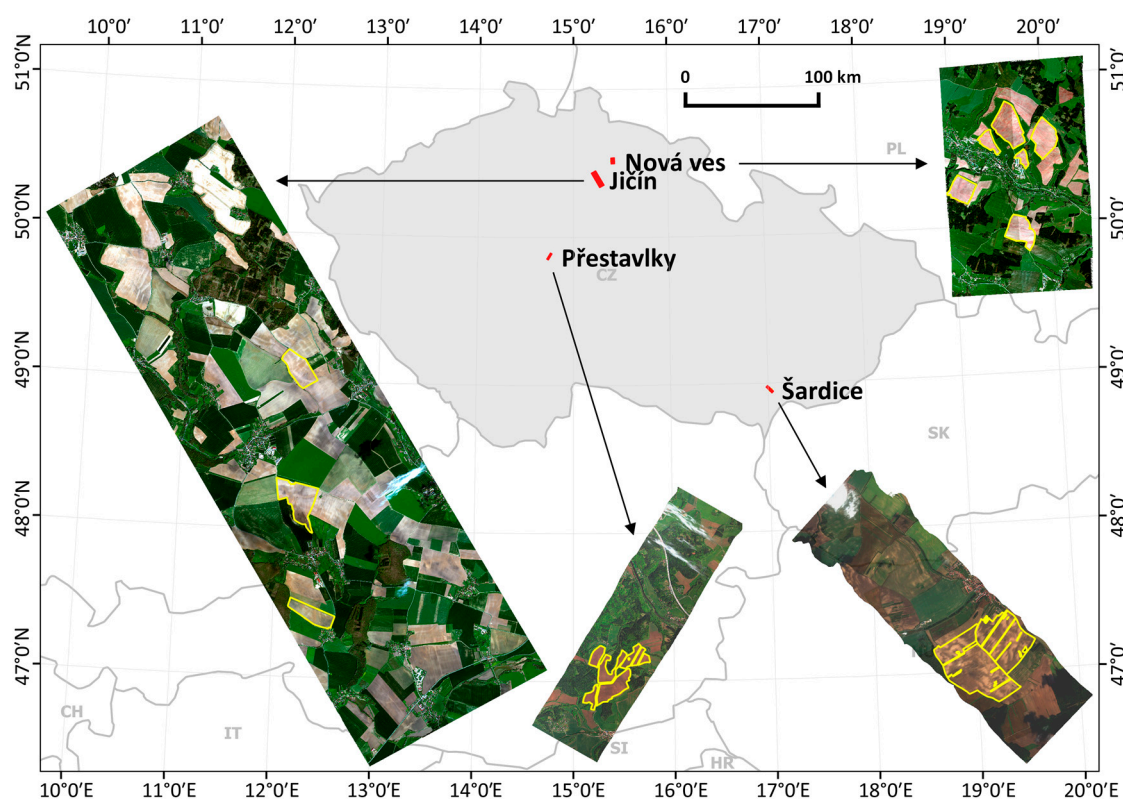 10°0′ 11°0′ 12°0′ 13°0′ 14°0′ 15°0′ 16°0′ 17°0′ 18°0′ 19°0′ 20°0′
51°0′N
51°0′
0 100 km
PL
Nová ves
Jičín
50°0′N
50°0′
Přestavlky
CZ
49°0′N
49°0′
Šardice
SK
48°0′N
48°0′
47°0′N
47°0′
CH
IT
SI
HR
10°0′E 11°0′E 12°0′E 13°0′E 14°0′E 15°0′E 16°0′E 17°0′E 18°0′E 19°0′E 20°0′E